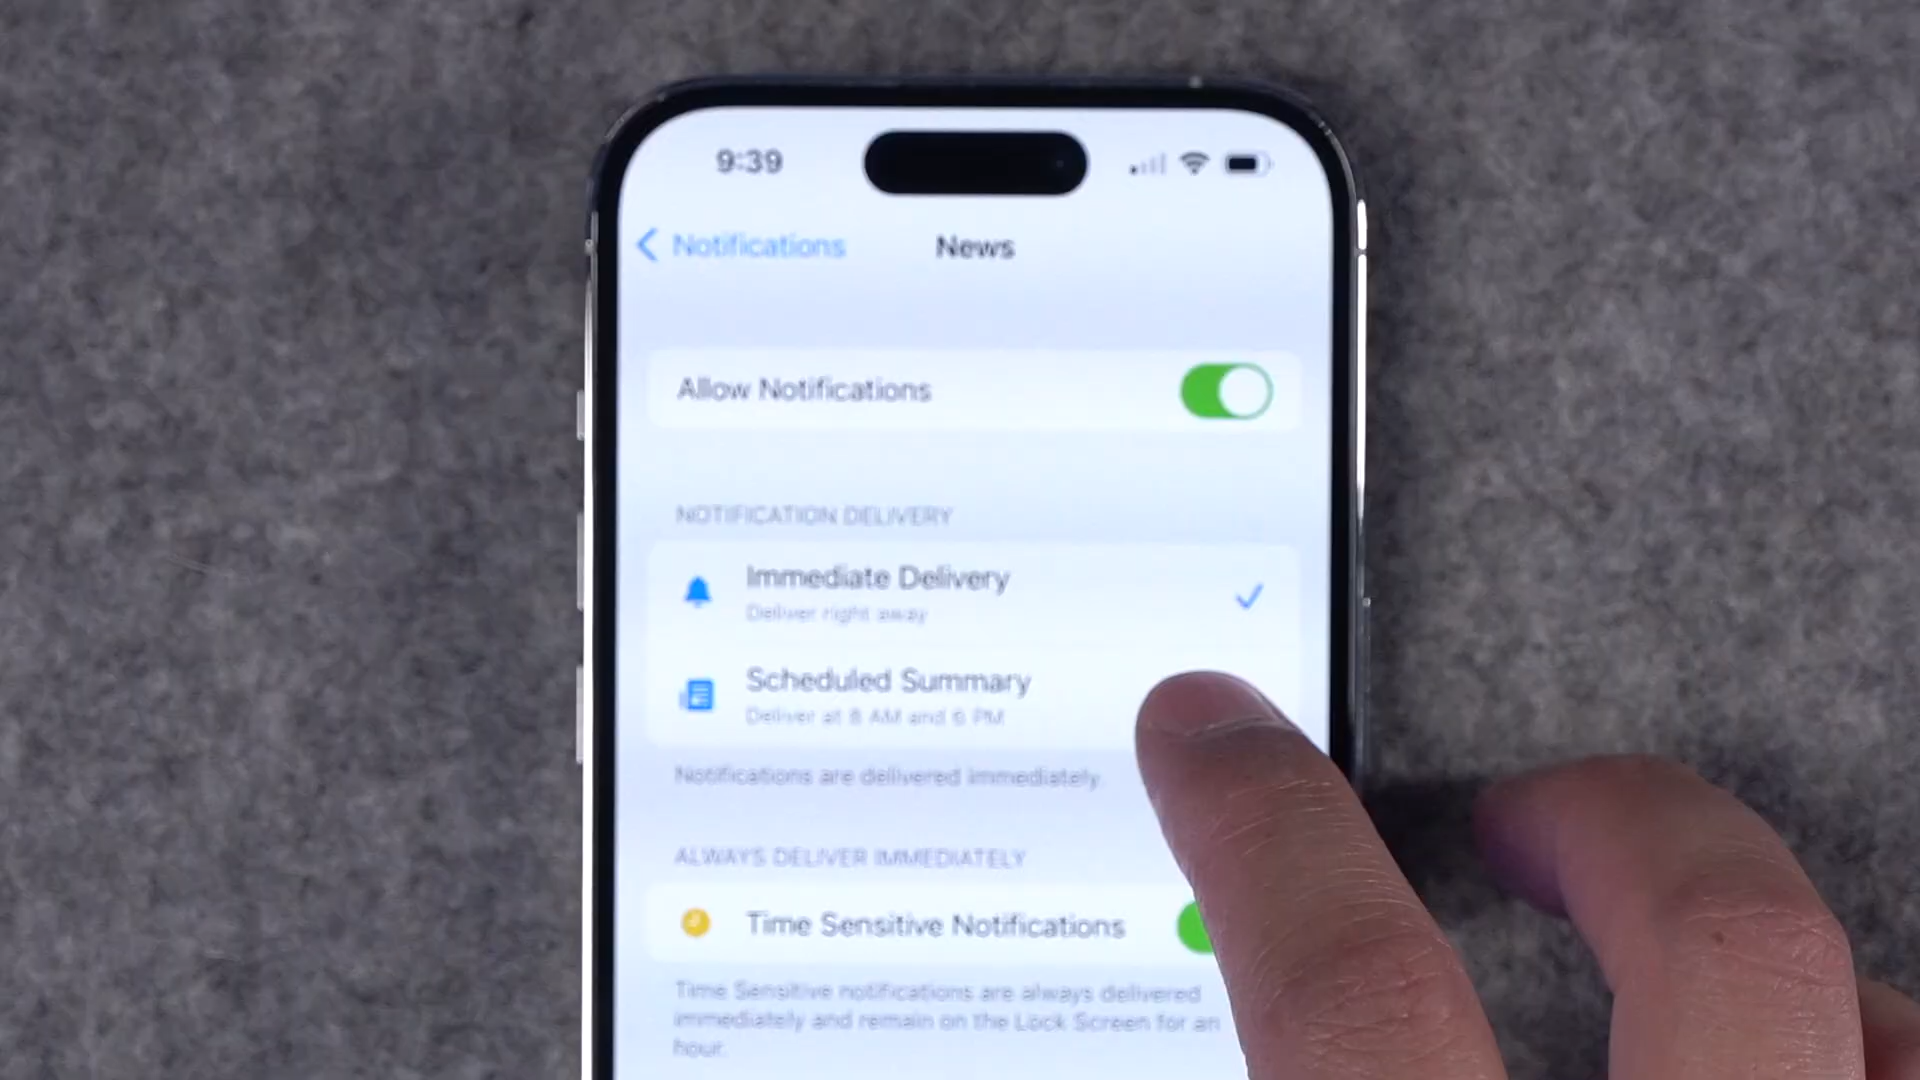 9:39
Notifications
News
Allow Notifications
NOTIFICATION DELIVERY
Immediate Delivery
Deliver right away
Scheduled Summary
Deliver at 8 AM and 6 PM
Notifications are delivered immediately.
ALWAYS DELIVER IMMEDIATELY
Time Sensitive Notifications
Time Sensitive notifications are always delivered
immediately and remain on the Lock Screen for an
hour.